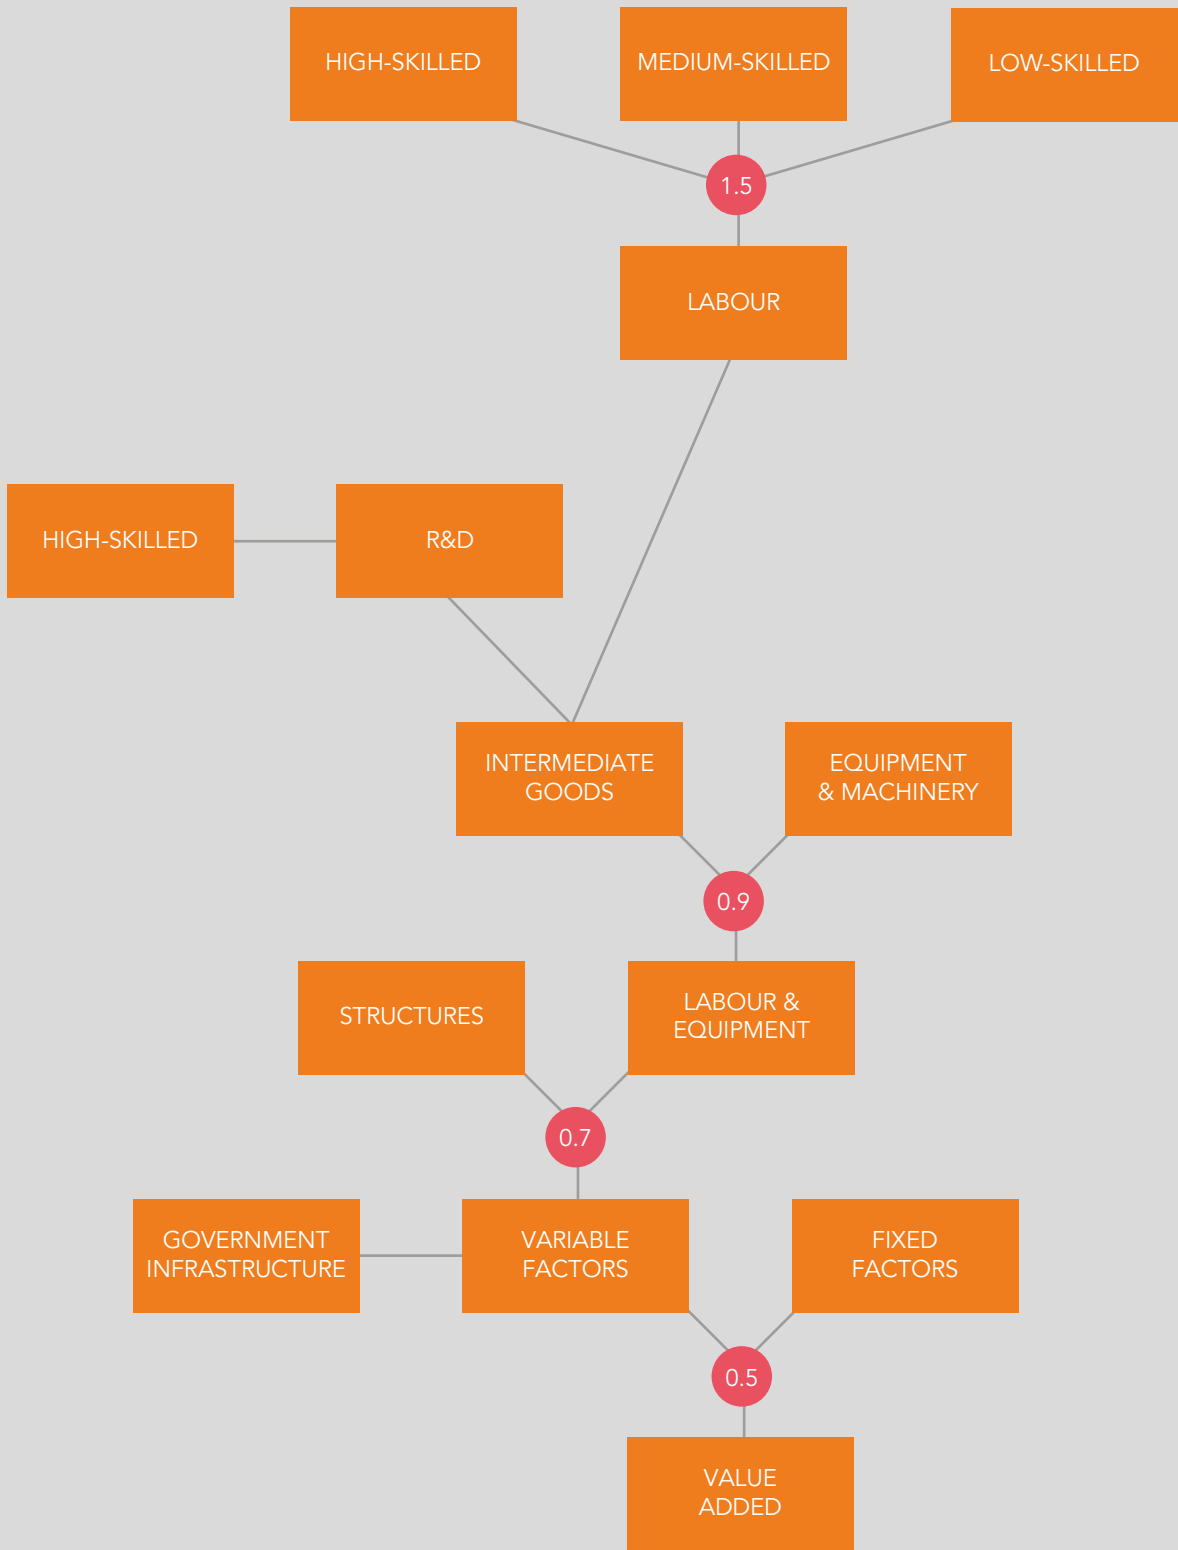 HIGH-SKILLED
MEDIUM-SKILLED
LOW-SKILLED
1.5
LABOUR
HIGH-SKILLED
R&D
INTERMEDIATE
GOODS
EQUIPMENT
& MACHINERY
0.9
STRUCTURES
LABOUR &
EQUIPMENT
0.7
GOVERNMENT
INFRASTRUCTURE
VARIABLE
FACTORS
FIXED
FACTORS
0.5
VALUE
ADDED